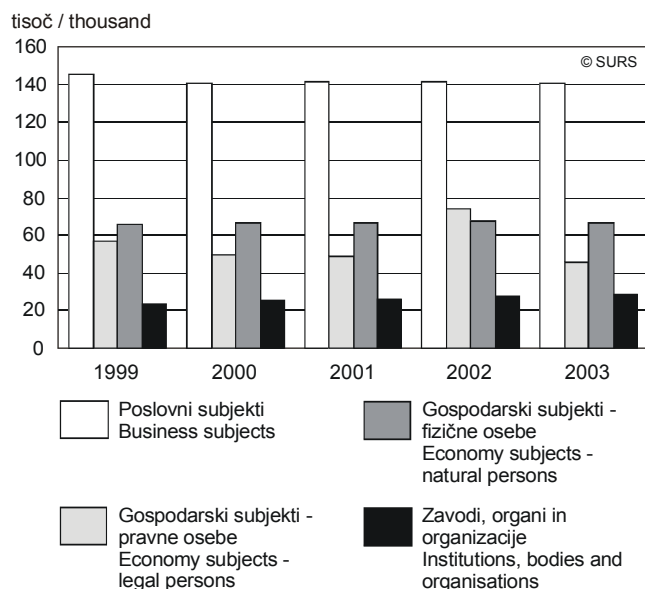 tisoč / thousand
160
© SURS
140
120
100
80
60
40
20
0
1999 2000 2001 2002 2003
Poslovni subjekti
Business subjects
Gospodarski subjekti -
fizične osebe
Economy subjects -
natural persons
Gospodarski subjekti -
pravne osebe
Economy subjects -
legal persons
Zavodi, organi in
organizacije
Institutions, bodies and
organisations